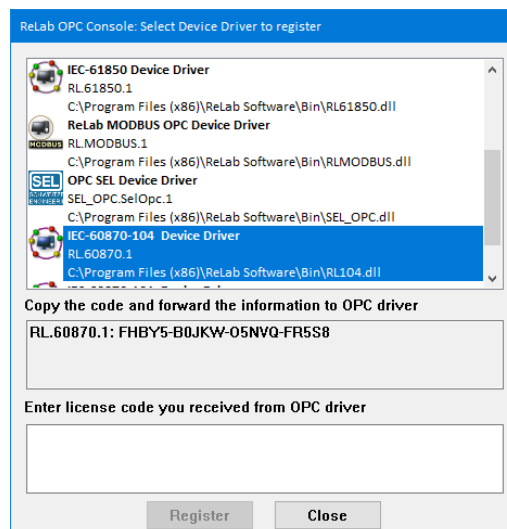 ReLab OPC Console: Select Device Driver to register
IEC-61850 Device Driver
RL.61850.1
C:\Program Files (x86)\ReLab Software\Bin\RL61850.dll
ReLab MODBUS OPC Device Driver
MODBUS
RL.MODBUS.1
C:\Program Files (x86)\ReLab Software\Bin\RLMODBUS.dll
SEL
OPC SEL Device Driver
SEL_OPC.SelOpc.1
C:\Program Files (x86)\ReLab Software\Bin\SEL_OPC.dll
IEC-60870-104 Device Driver
RL.60870.1
C:\Program Files (x86)\ReLab Software\Bin\RL104.dll
Copy the code and forward the information to OPC driver
RL.60870.1: FHBY5-B0JKW-O5NVQ-FR5S8
Enter license code you received from OPC driver
Register
Close